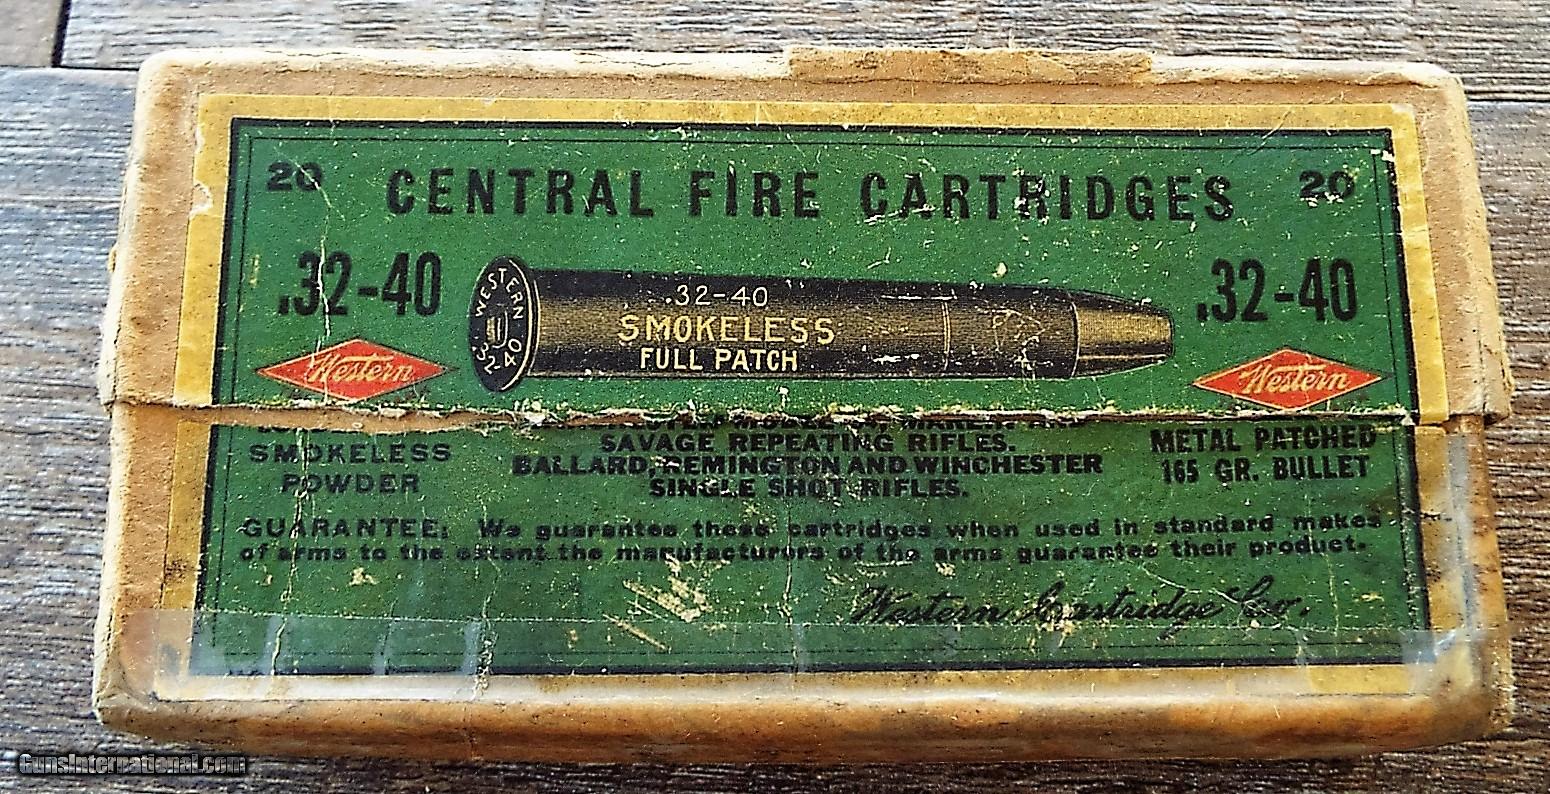 20 CENTRAL FIRE CARTRIDGES 20
.32-40 .32-40
WESTERN
.32-40
.32-40
SMOKELESS
FULL PATCH
Western Western
SMOKELESS
POWDER
SAVAGE REPEATING RIFLES.
BALLARD, REMINGTON AND WINCHESTER
SINGLE SHOT RIFLES.
METAL PATCHED
165 GR. BULLET
GUARANTEE: We guarantee these cartridges when used in standard makes
of arms to the extent the manufacturers of the arms guarantee their product.
Western Cartridge Co.
GunsInternational.com